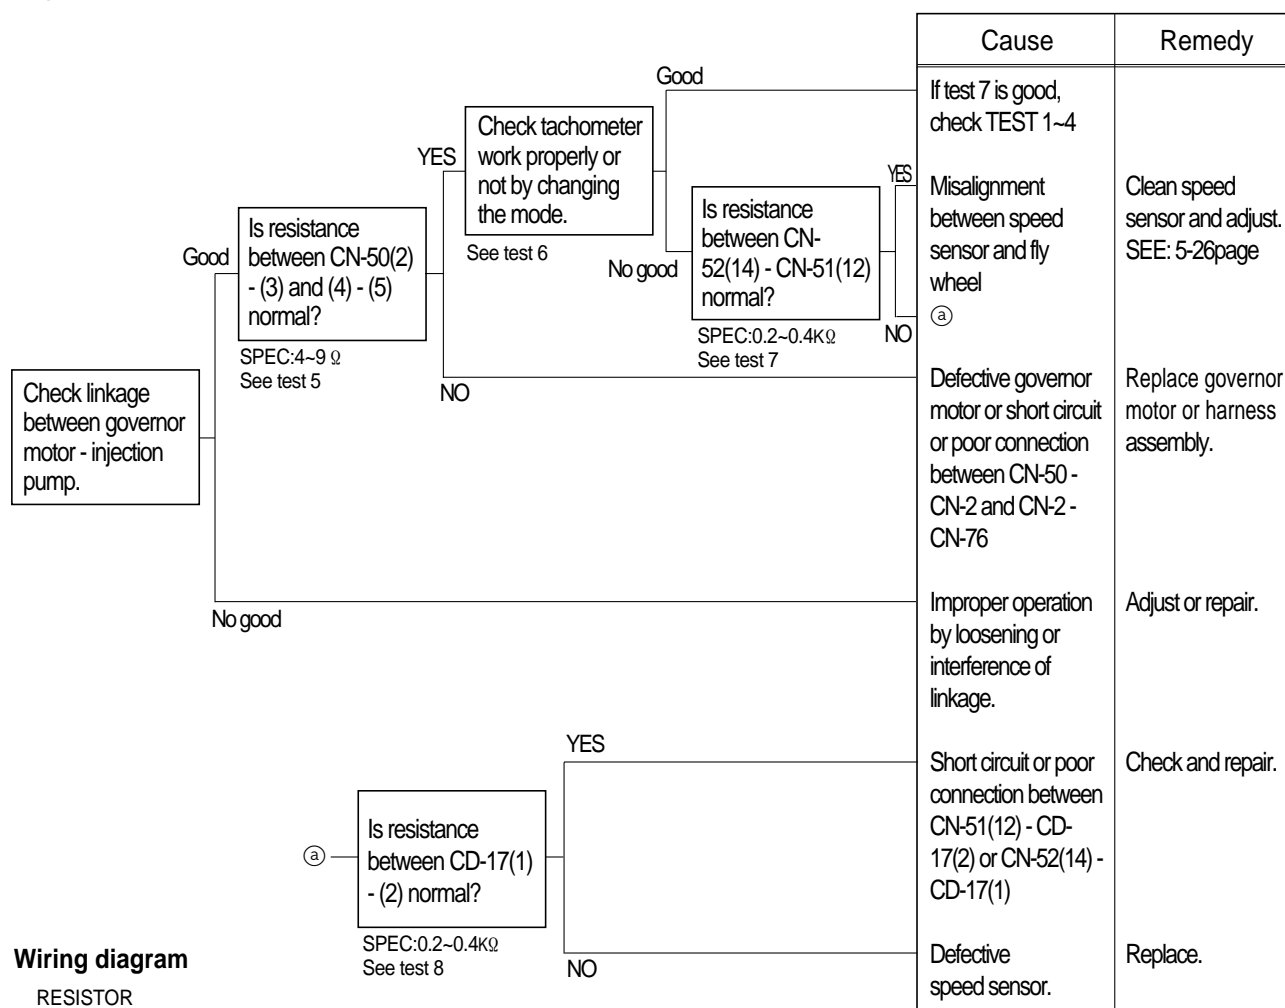 Cause
Remedy
Good
If test 7 is good,
check TEST 1~4
Check tachometer
work properly or
not by changing
the mode.
See test 6
YES
Is resistance
between CN-50(2)
- (3) and (4) - (5)
normal?
SPEC:4~9 Ω
See test 5
Good
No good
Is resistance
between CN-
52(14) - CN-51(12)
normal?
SPEC:0.2~0.4KΩ
See test 7
YES
Misalignment
between speed
sensor and fly
wheel
Clean speed
sensor and adjust.
SEE: 5-26page
NO
ⓐ
NO
Defective governor
motor or short circuit
or poor connection
between CN-50 -
CN-2 and CN-2 -
CN-76
Replace governor
motor or harness
assembly.
Check linkage
between governor
motor - injection
pump.
No good
Improper operation
by loosening or
interference of
linkage.
Adjust or repair.
YES
Short circuit or poor
connection between
CN-51(12) - CD-
17(2) or CN-52(14) -
CD-17(1)
Check and repair.
ⓐ
Is resistance
between CD-17(1)
- (2) normal?
SPEC:0.2~0.4KΩ
See test 8
NO
Defective
speed sensor.
Replace.
Wiring diagram
RESISTOR